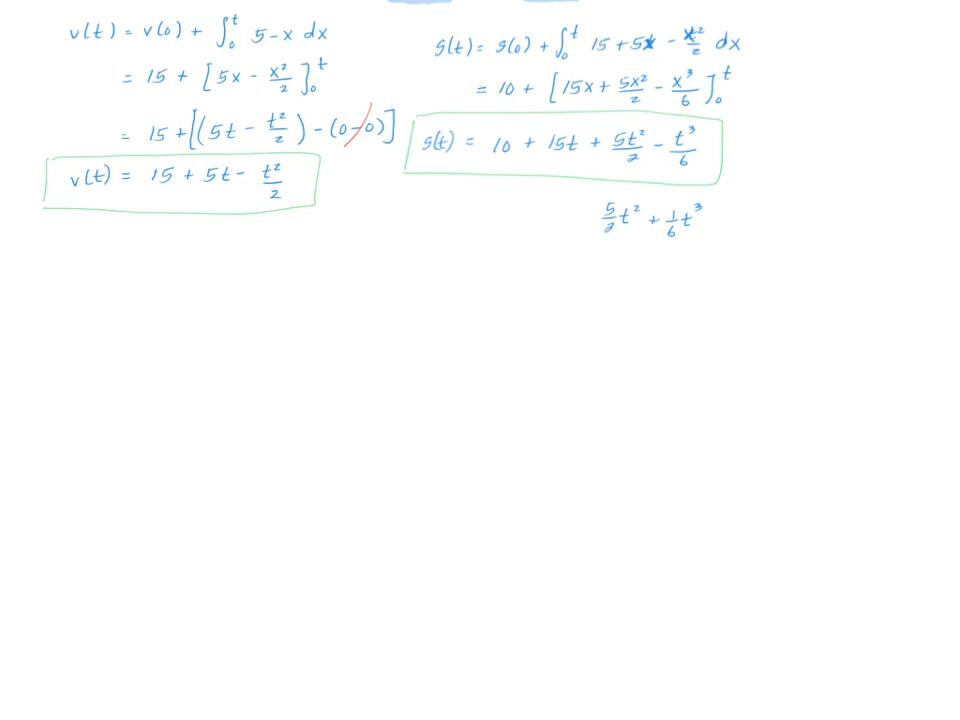 v(t) = v(0) + ∫₀ᵗ 5 - x dx
= 15 + [5x - x²/2]₀ᵗ
= 15 + [(5t - t²/2) - (0-0)]
v(t) = 15 + 5t - t²/2
s(t) = s(0) + ∫₀ᵗ 15 + 5x - x²/2 dx
= 10 + [15x + 5x²/2 - x³/6]₀ᵗ
s(t) = 10 + 15t + 5t²/2 - t³/6
5/2 t² + 1/6 t³